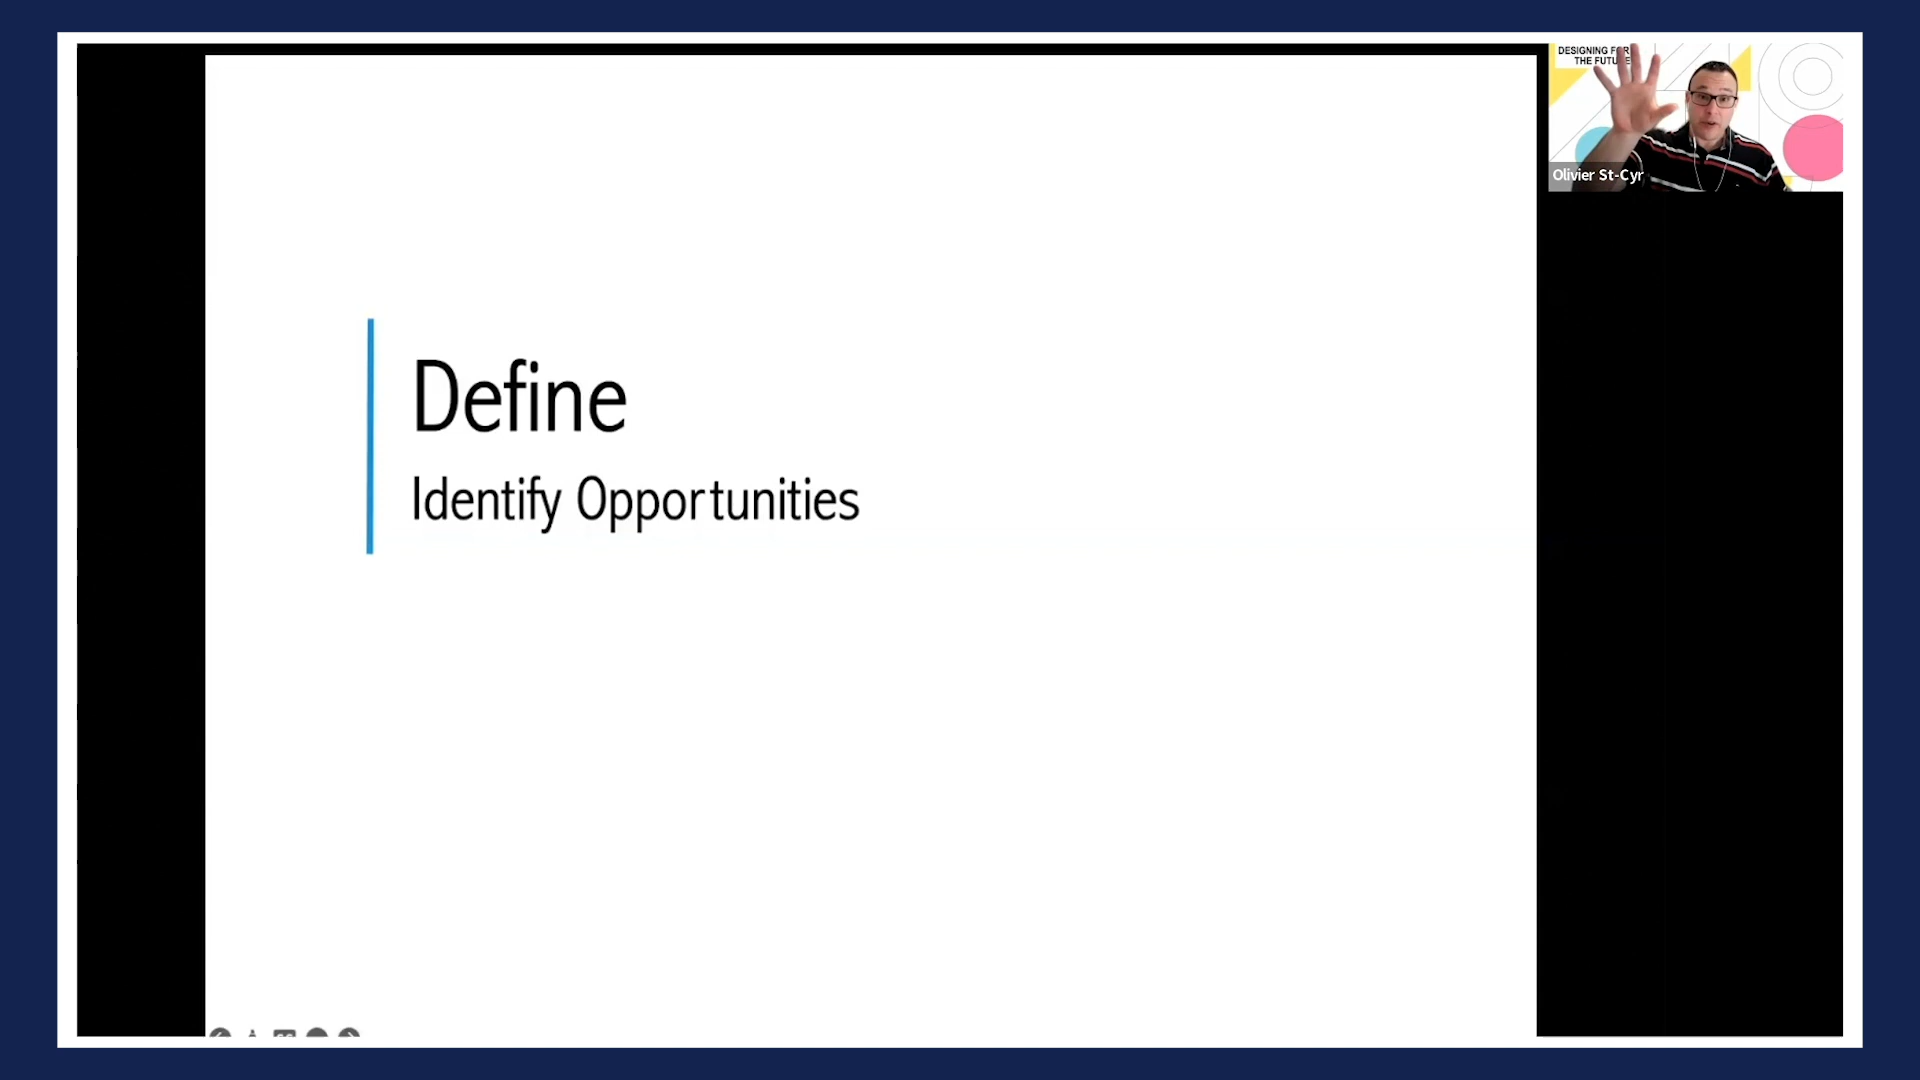 Define
Identify Opportunities
DESIGNING FOR
THE FUTURE
Olivier St-Cyr